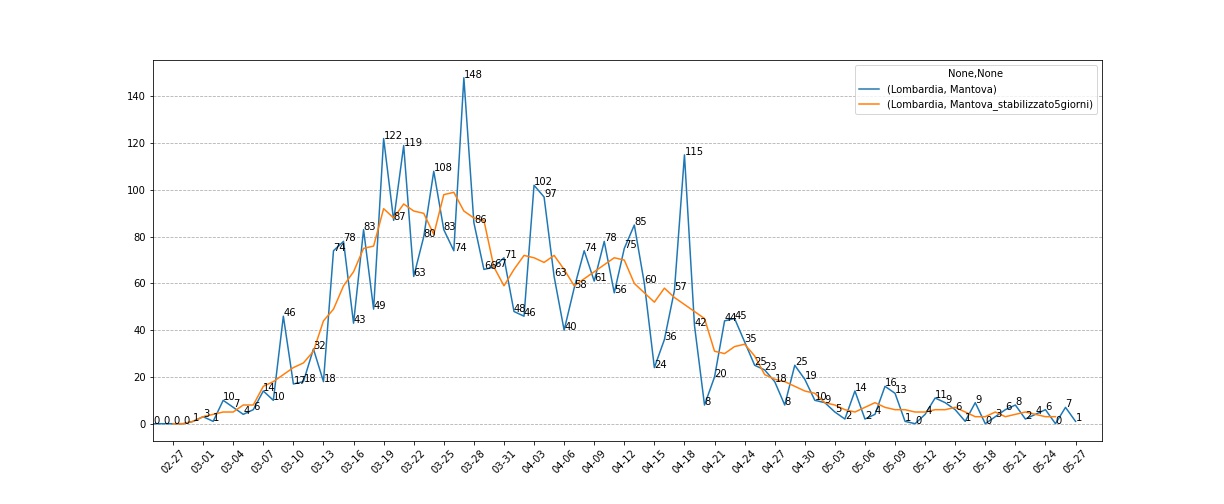 None,None
(Lombardia, Mantova)
(Lombardia, Mantova_stabilizzato5giorni)
140
120
100
80
60
40
20
0
0 0 0 0 1 3 1 10 7 4 6 14 10 46 17 18 32 18 74 78 43 83 49 122 87 119 63 80 108 83 74 148 86 66 67 71 48 46 102 97 63 40 58 74 61 78 56 75 85 60 24 36 57 115 42 8 20 44 45 35 25 23 18 8 25 19 10 9 5 2 14 2 4 16 13 1 0 4 11 9 6 1 9 0 3 6 8 2 4 6 0 7 1
02-27 03-01 03-04 03-07 03-10 03-13 03-16 03-19 03-22 03-25 03-28 03-31 04-03 04-06 04-09 04-12 04-15 04-18 04-21 04-24 04-27 04-30 05-03 05-06 05-09 05-12 05-15 05-18 05-21 05-24 05-27